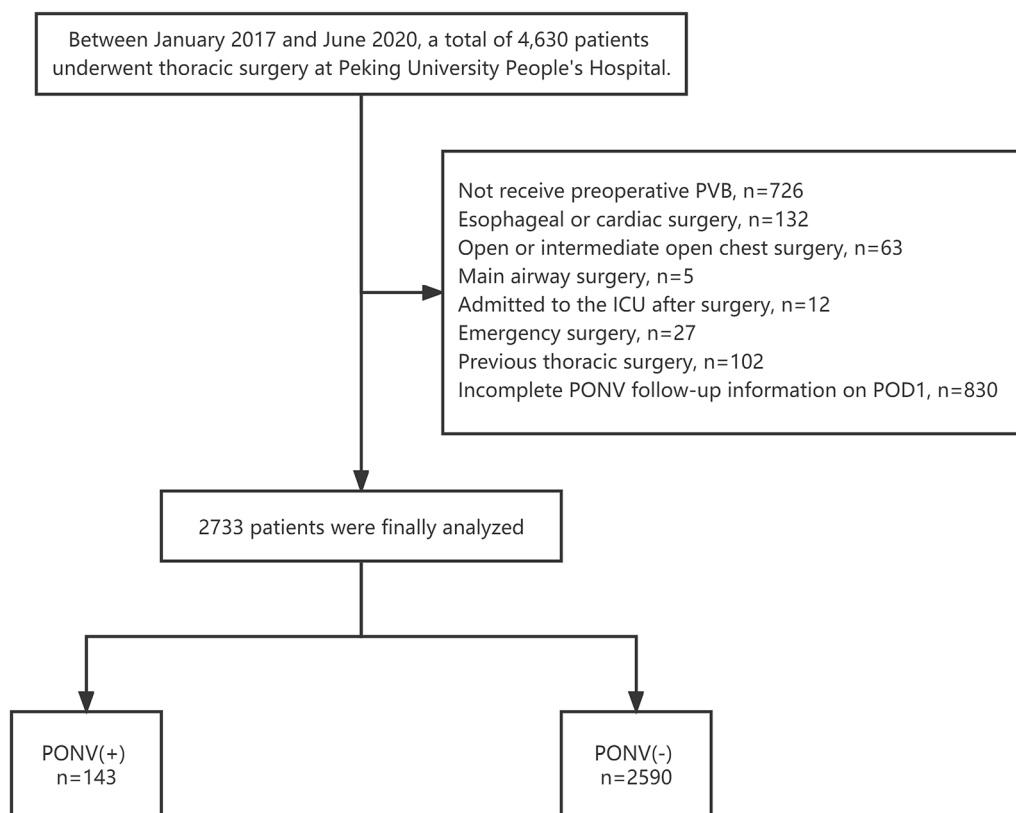 Between January 2017 and June 2020, a total of 4,630 patients
underwent thoracic surgery at Peking University People's Hospital.
Not receive preoperative PVB, n=726
Esophageal or cardiac surgery, n=132
Open or intermediate open chest surgery, n=63
Main airway surgery, n=5
Admitted to the ICU after surgery, n=12
Emergency surgery, n=27
Previous thoracic surgery, n=102
Incomplete PONV follow-up information on POD1, n=830
2733 patients were finally analyzed
PONV(+)
n=143
PONV(-)
n=2590